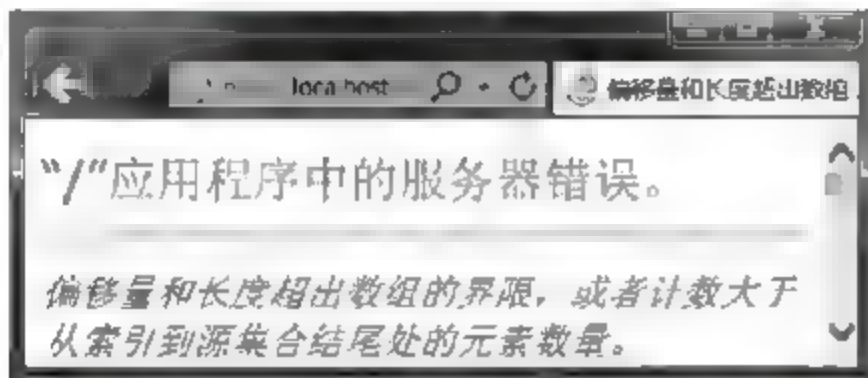 localhost
偏移量和长度超出数组
“/”应用程序中的服务器错误。
偏移量和长度超出数组的界限，或者计数大于
从索引到源集合结尾处的元素数量。